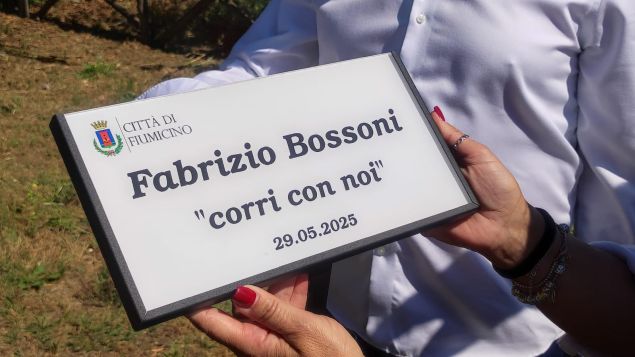 CITTÀ DI
FIUMICINO
Fabrizio Bossoni
"corri con noi"
29.05.2025